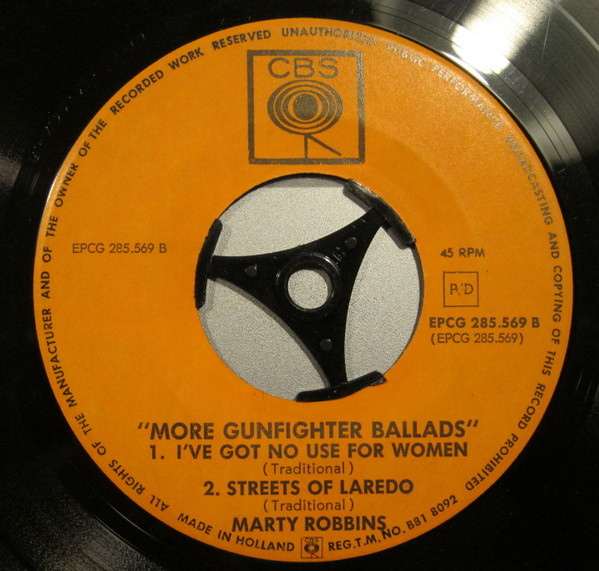 ALL RIGHTS OF THE MANUFACTURER AND OF THE OWNER OF THE RECORDED WORK RESERVED UNAUTHORIZED PUBLIC PERFORMANCE BROADCASTING AND COPYING OF THIS RECORD PROHIBITED
CBS
EPCG 285.569 B
45 RPM
EPCG 285.569 B
(EPCG 285.569)
"MORE GUNFIGHTER BALLADS"
1. I'VE GOT NO USE FOR WOMEN
(Traditional)
2. STREETS OF LAREDO
(Traditional)
MARTY ROBBINS
MADE IN HOLLAND CBS REG.T.M.NO.B81 8092